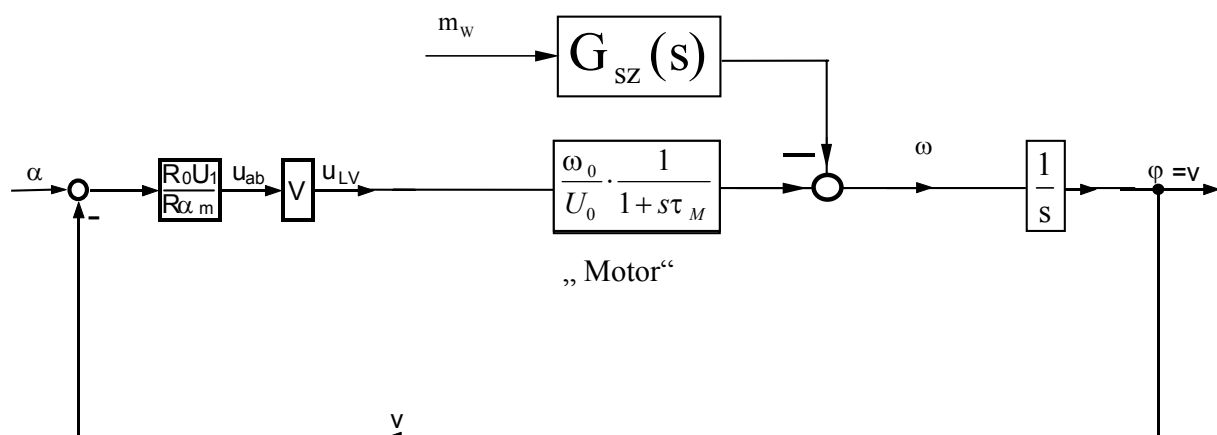 m_W
G_sz(s)
α
R₀U₁
Rα m
u_ab
V
u_LV
ω₀
U₀
·
1
1 + sτ_M
ω
1
s
φ =v
-
„ Motor“
v